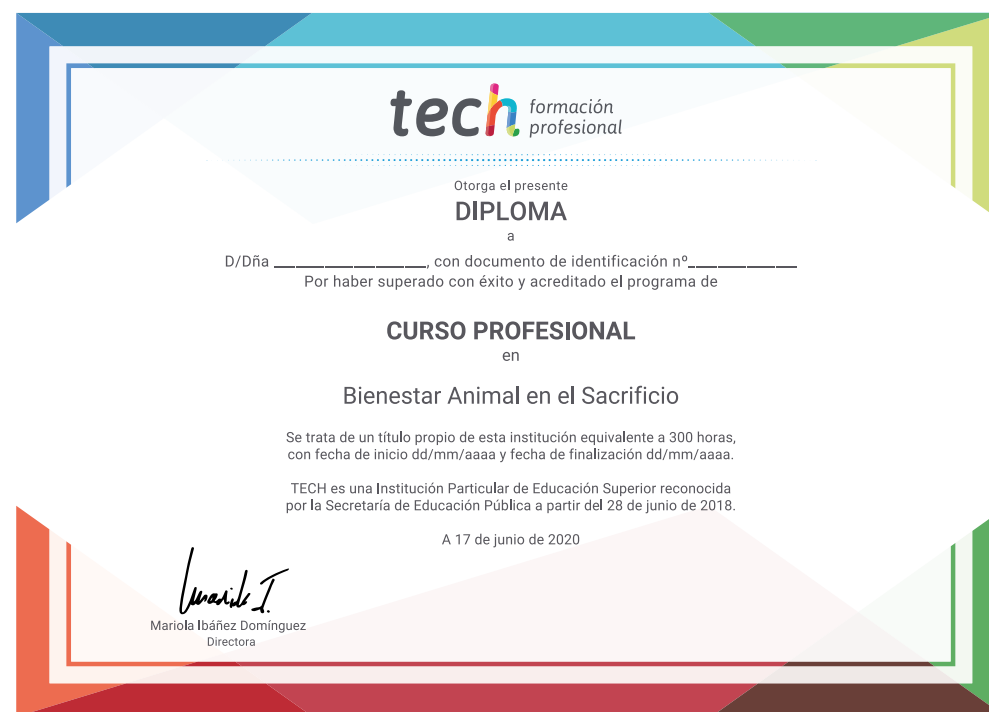 tech formación
profesional
Otorga el presente
DIPLOMA
a
D/Dña ______________, con documento de identificación nº__________
Por haber superado con éxito y acreditado el programa de
CURSO PROFESIONAL
en
Bienestar Animal en el Sacrificio
Se trata de un título propio de esta institución equivalente a 300 horas,
con fecha de inicio dd/mm/aaaa y fecha de finalización dd/mm/aaaa.
TECH es una Institución Particular de Educación Superior reconocida
por la Secretaría de Educación Pública a partir del 28 de junio de 2018.
A 17 de junio de 2020
Mariola I.
Mariola Ibáñez Domínguez
Directora